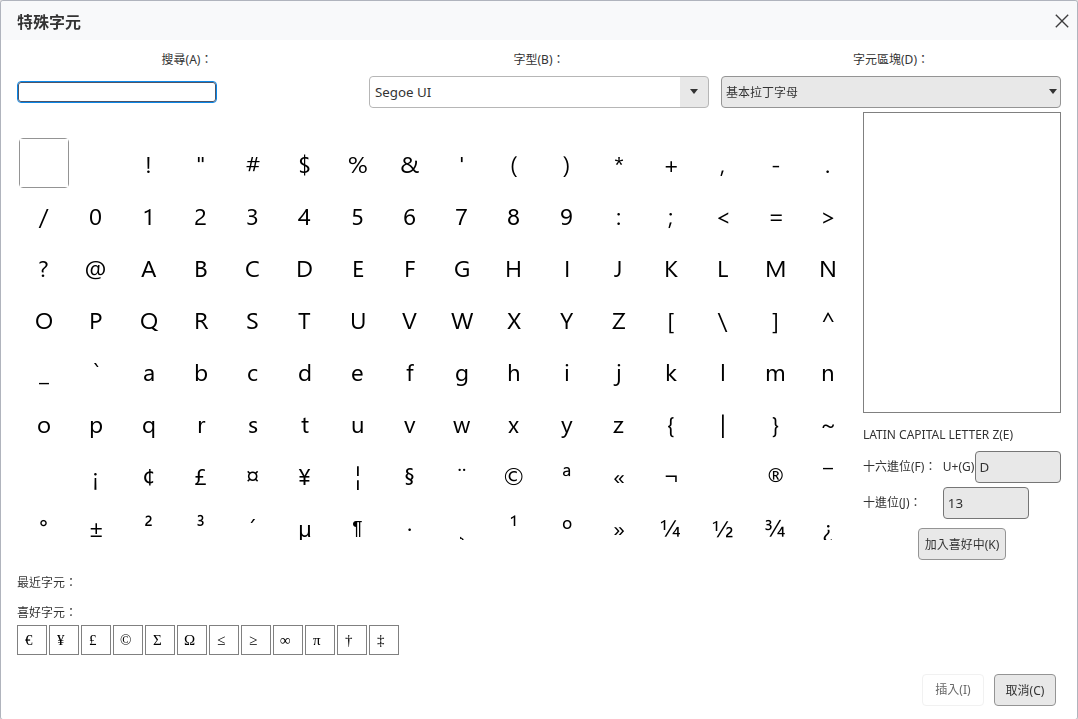 特殊字元
搜尋(A)：
字型(B)：
字元區塊(D)：
Segoe UI
基本拉丁字母
! " # $ % & ' ( ) * + , - .
/ 0 1 2 3 4 5 6 7 8 9 : ; < = >
? @ A B C D E F G H I J K L M N
O P Q R S T U V W X Y Z [ \ ] ^
_ ` a b c d e f g h i j k l m n
o p q r s t u v w x y z { | } ~
¡ ¢ £ ¤ ¥ ¦ § ¨ © ª « ¬ ® ¯
° ± ² ³ ´ µ ¶ · ¸ ¹ º » ¼ ½ ¾ ¿
LATIN CAPITAL LETTER Z(E)
十六進位(F)： U+(G) D
十進位(J)： 13
加入喜好中(K)
最近字元：
喜好字元：
€ ¥ £ © Σ Ω ≤ ≥ ∞ π † ‡
插入(I)
取消(C)